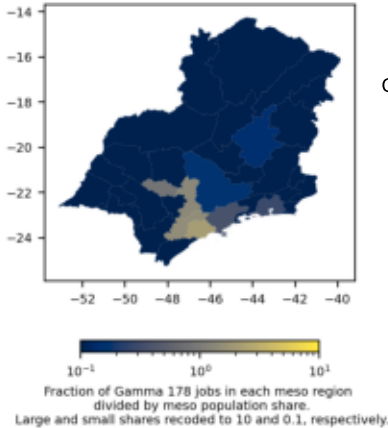 −14
−16
−18
−20
−22
−24
−52 −50 −48 −46 −44 −42 −40
10⁻¹ 10⁰ 10¹
Fraction of Gamma 178 jobs in each meso region
divided by meso population share.
Large and small shares recoded to 10 and 0.1, respectively.